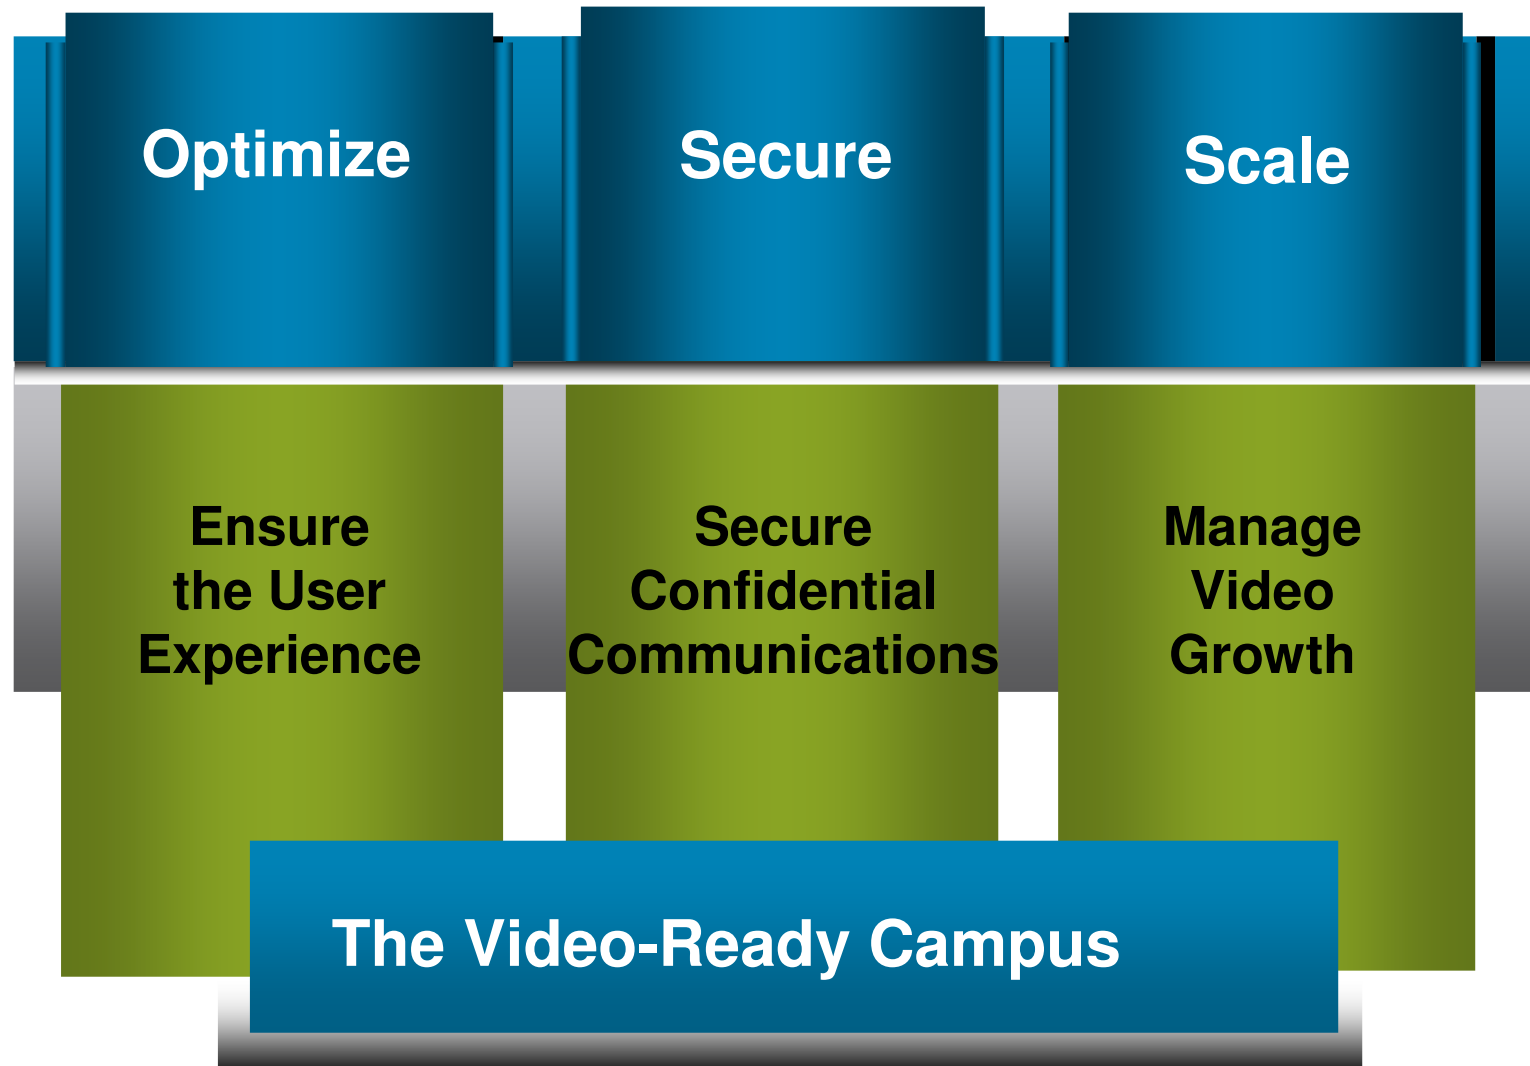 Optimize
Secure
Scale
Ensure
the User
Experience
Secure
Confidential
Communications
Manage
Video
Growth
The Video-Ready Campus